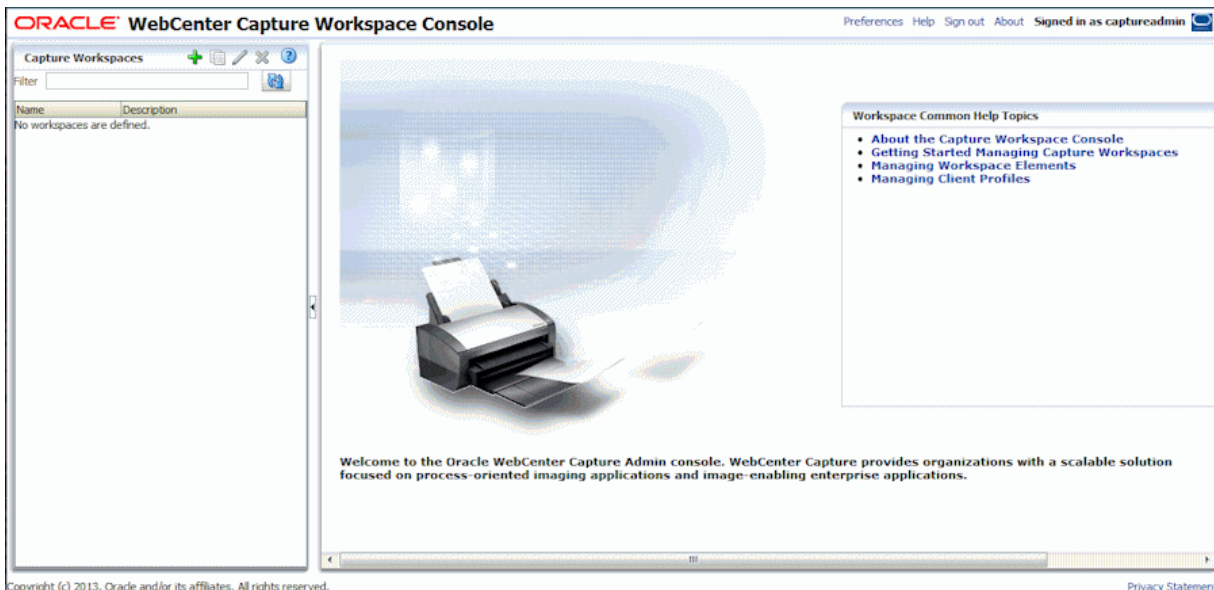 ORACLE WebCenter Capture Workspace Console
Preferences Help Sign out About Signed in as captureadmin
Capture Workspaces
Filter
Name Description
No workspaces are defined.
Workspace Common Help Topics
• About the Capture Workspace Console
• Getting Started Managing Capture Workspaces
• Managing Workspace Elements
• Managing Client Profiles
Welcome to the Oracle WebCenter Capture Admin console. WebCenter Capture provides organizations with a scalable solution
focused on process-oriented imaging applications and image-enabling enterprise applications.
Copyright (c) 2013, Oracle and/or its affiliates. All rights reserved.
Privacy Statement